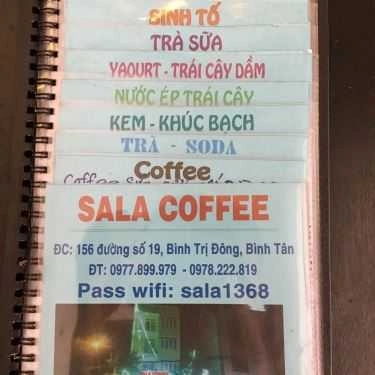 SINH TỐ
TRÀ SỮA
YAOURT - TRÁI CÂY DẦM
NƯỚC ÉP TRÁI CÂY
KEM - KHÚC BẠCH
TRÀ - SODA
Coffee
Coffee
SALA COFFEE
ĐC: 156 đường số 19, Bình Trị Đông, Bình Tân
ĐT: 0977.899.979 - 0978.222.819
Pass wifi: sala1368